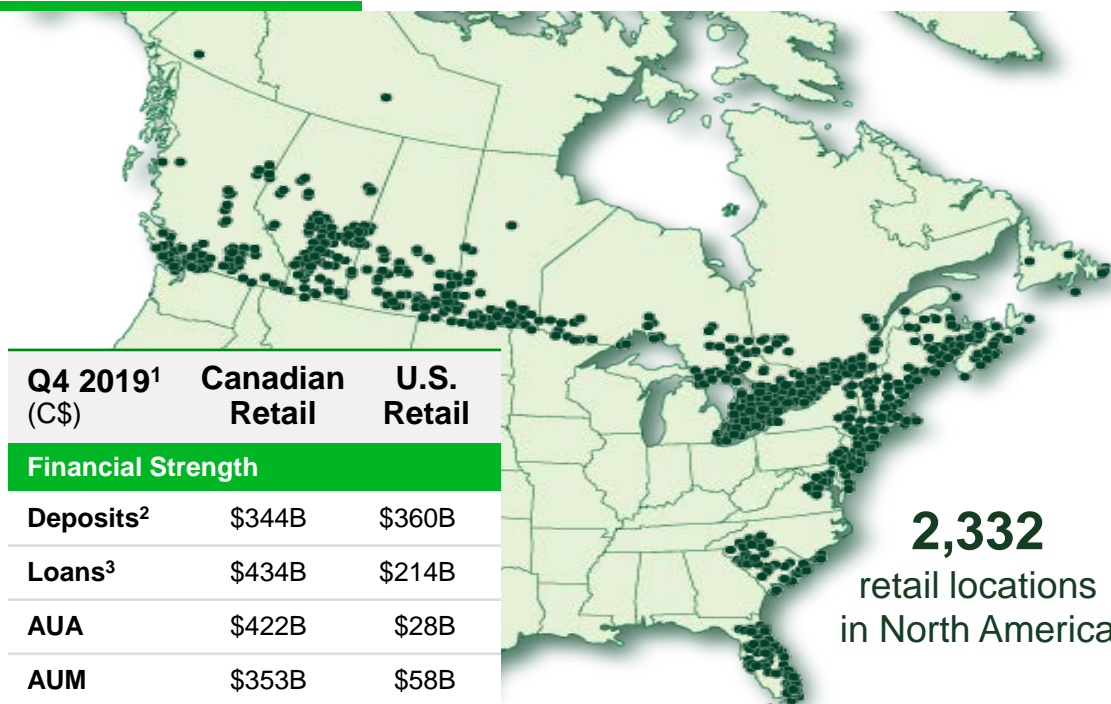 Q4 2019¹ Canadian U.S.
(C$) Retail Retail
Financial Strength
Deposits² $344B $360B
Loans³ $434B $214B
AUA $422B $28B
AUM $353B $58B
2,332
retail locations
in North America